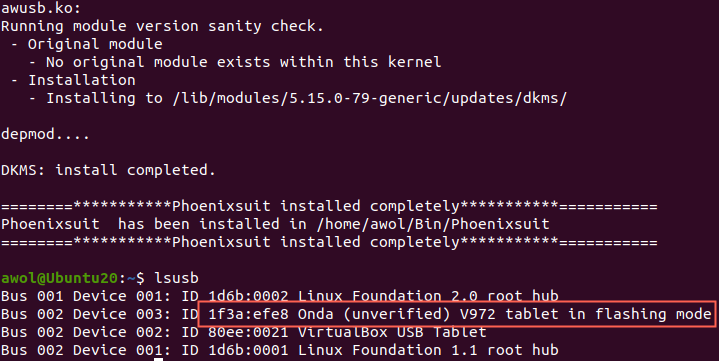 awusb.ko:
Running module version sanity check.
 - Original module
   - No original module exists within this kernel
 - Installation
   - Installing to /lib/modules/5.15.0-79-generic/updates/dkms/
depmod....
DKMS: install completed.
========***********Phoenixsuit installed completely***********===========
Phoenixsuit  has been installed in /home/awol/Bin/Phoenixsuit
========***********Phoenixsuit installed completely***********===========
awol@Ubuntu20:~$ lsusb
Bus 001 Device 001: ID 1d6b:0002 Linux Foundation 2.0 root hub
Bus 002 Device 003: ID 1f3a:efe8 Onda (unverified) V972 tablet in flashing mode
Bus 002 Device 002: ID 80ee:0021 VirtualBox USB Tablet
Bus 002 Device 001: ID 1d6b:0001 Linux Foundation 1.1 root hub